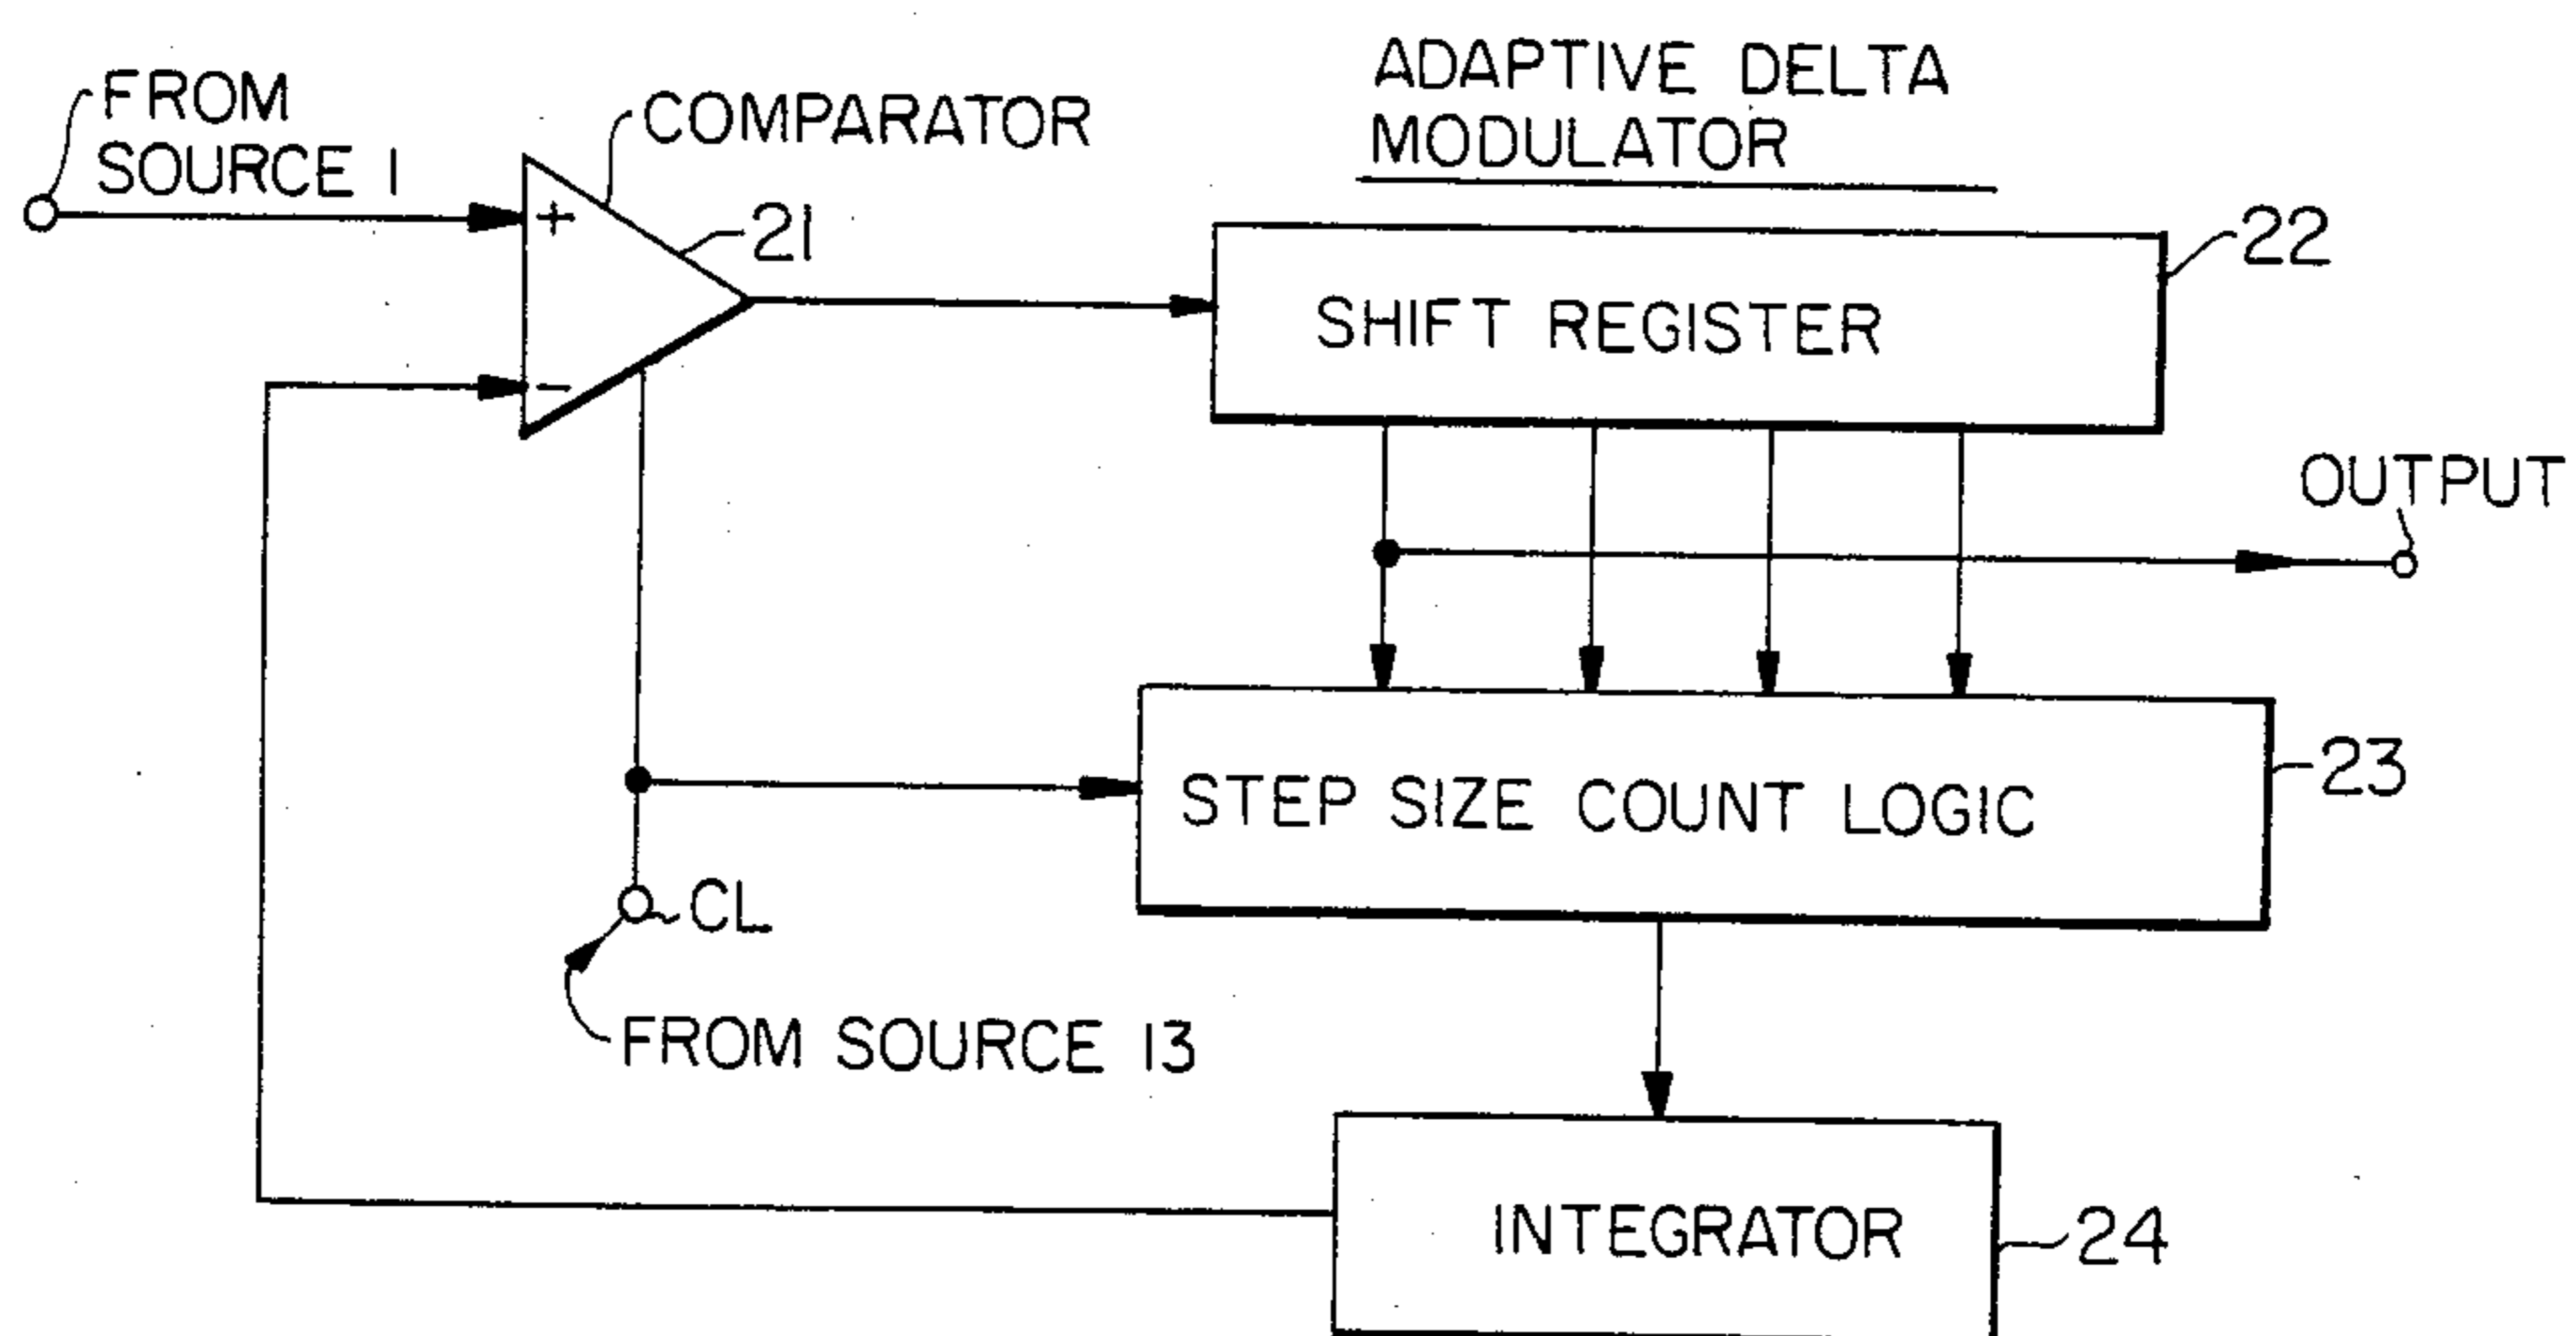 ADAPTIVE DELTA
MODULATOR
FROM
SOURCE 1
COMPARATOR
+
21
−
22
SHIFT REGISTER
OUTPUT
23
STEP SIZE COUNT LOGIC
CL
FROM SOURCE 13
INTEGRATOR
24